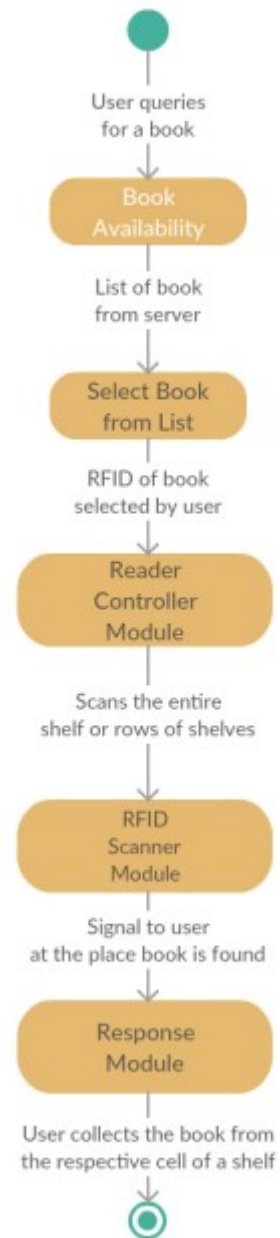 User queries
for a book
Book
Availability
List of book
from server
Select Book
from List
RFID of book
selected by user
Reader
Controller
Module
Scans the entire
shelf or rows of shelves
RFID
Scanner
Module
Signal to user
at the place book is found
Response
Module
User collects the book from
the respective cell of a shelf